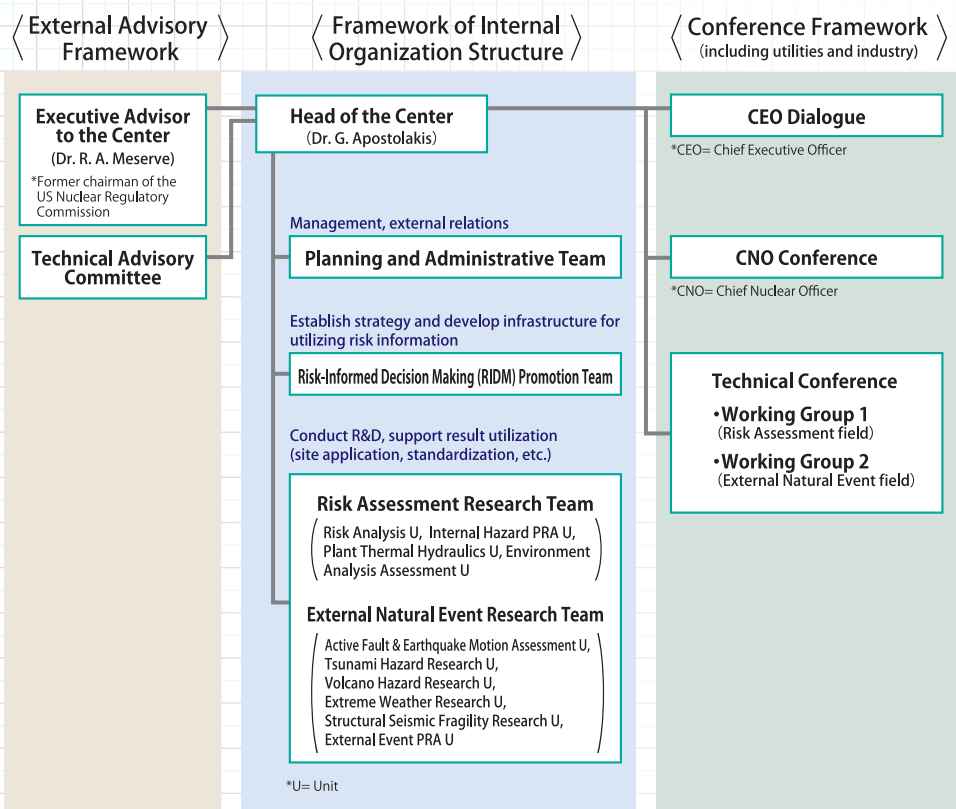 External Advisory
Framework
Executive Advisor
to the Center
(Dr. R. A. Meserve)
*Former chairman of the
US Nuclear Regulatory
Commission
Technical Advisory
Committee
Framework of Internal
Organization Structure
Head of the Center
(Dr. G. Apostolakis)
Management, external relations
Planning and Administrative Team
Establish strategy and develop infrastructure for
utilizing risk information
Risk-Informed Decision Making (RIDM) Promotion Team
Conduct R&D, support result utilization
(site application, standardization, etc.)
Risk Assessment Research Team
(Risk Analysis U, Internal Hazard PRA U,
Plant Thermal Hydraulics U, Environment
Analysis Assessment U)
External Natural Event Research Team
(Active Fault & Earthquake Motion Assessment U,
Tsunami Hazard Research U,
Volcano Hazard Research U,
Extreme Weather Research U,
Structural Seismic Fragility Research U,
External Event PRA U)
*U= Unit
Conference Framework
(including utilities and industry)
CEO Dialogue
*CEO= Chief Executive Officer
CNO Conference
*CNO= Chief Nuclear Officer
Technical Conference
•Working Group 1
(Risk Assessment field)
•Working Group 2
(External Natural Event field)